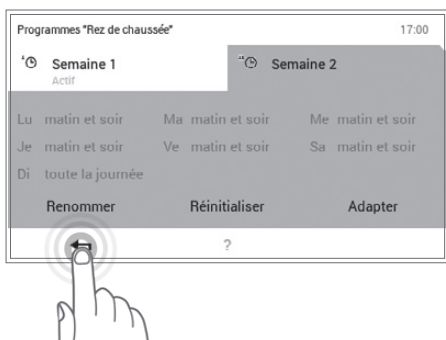 Programmes "Rez de chaussée" 17:00
Semaine 1 Semaine 2
Actif
Lu matin et soir Ma matin et soir Me matin et soir
Je matin et soir Ve matin et soir Sa matin et soir
Di toute la journée
Renommer Réinitialiser Adapter
?